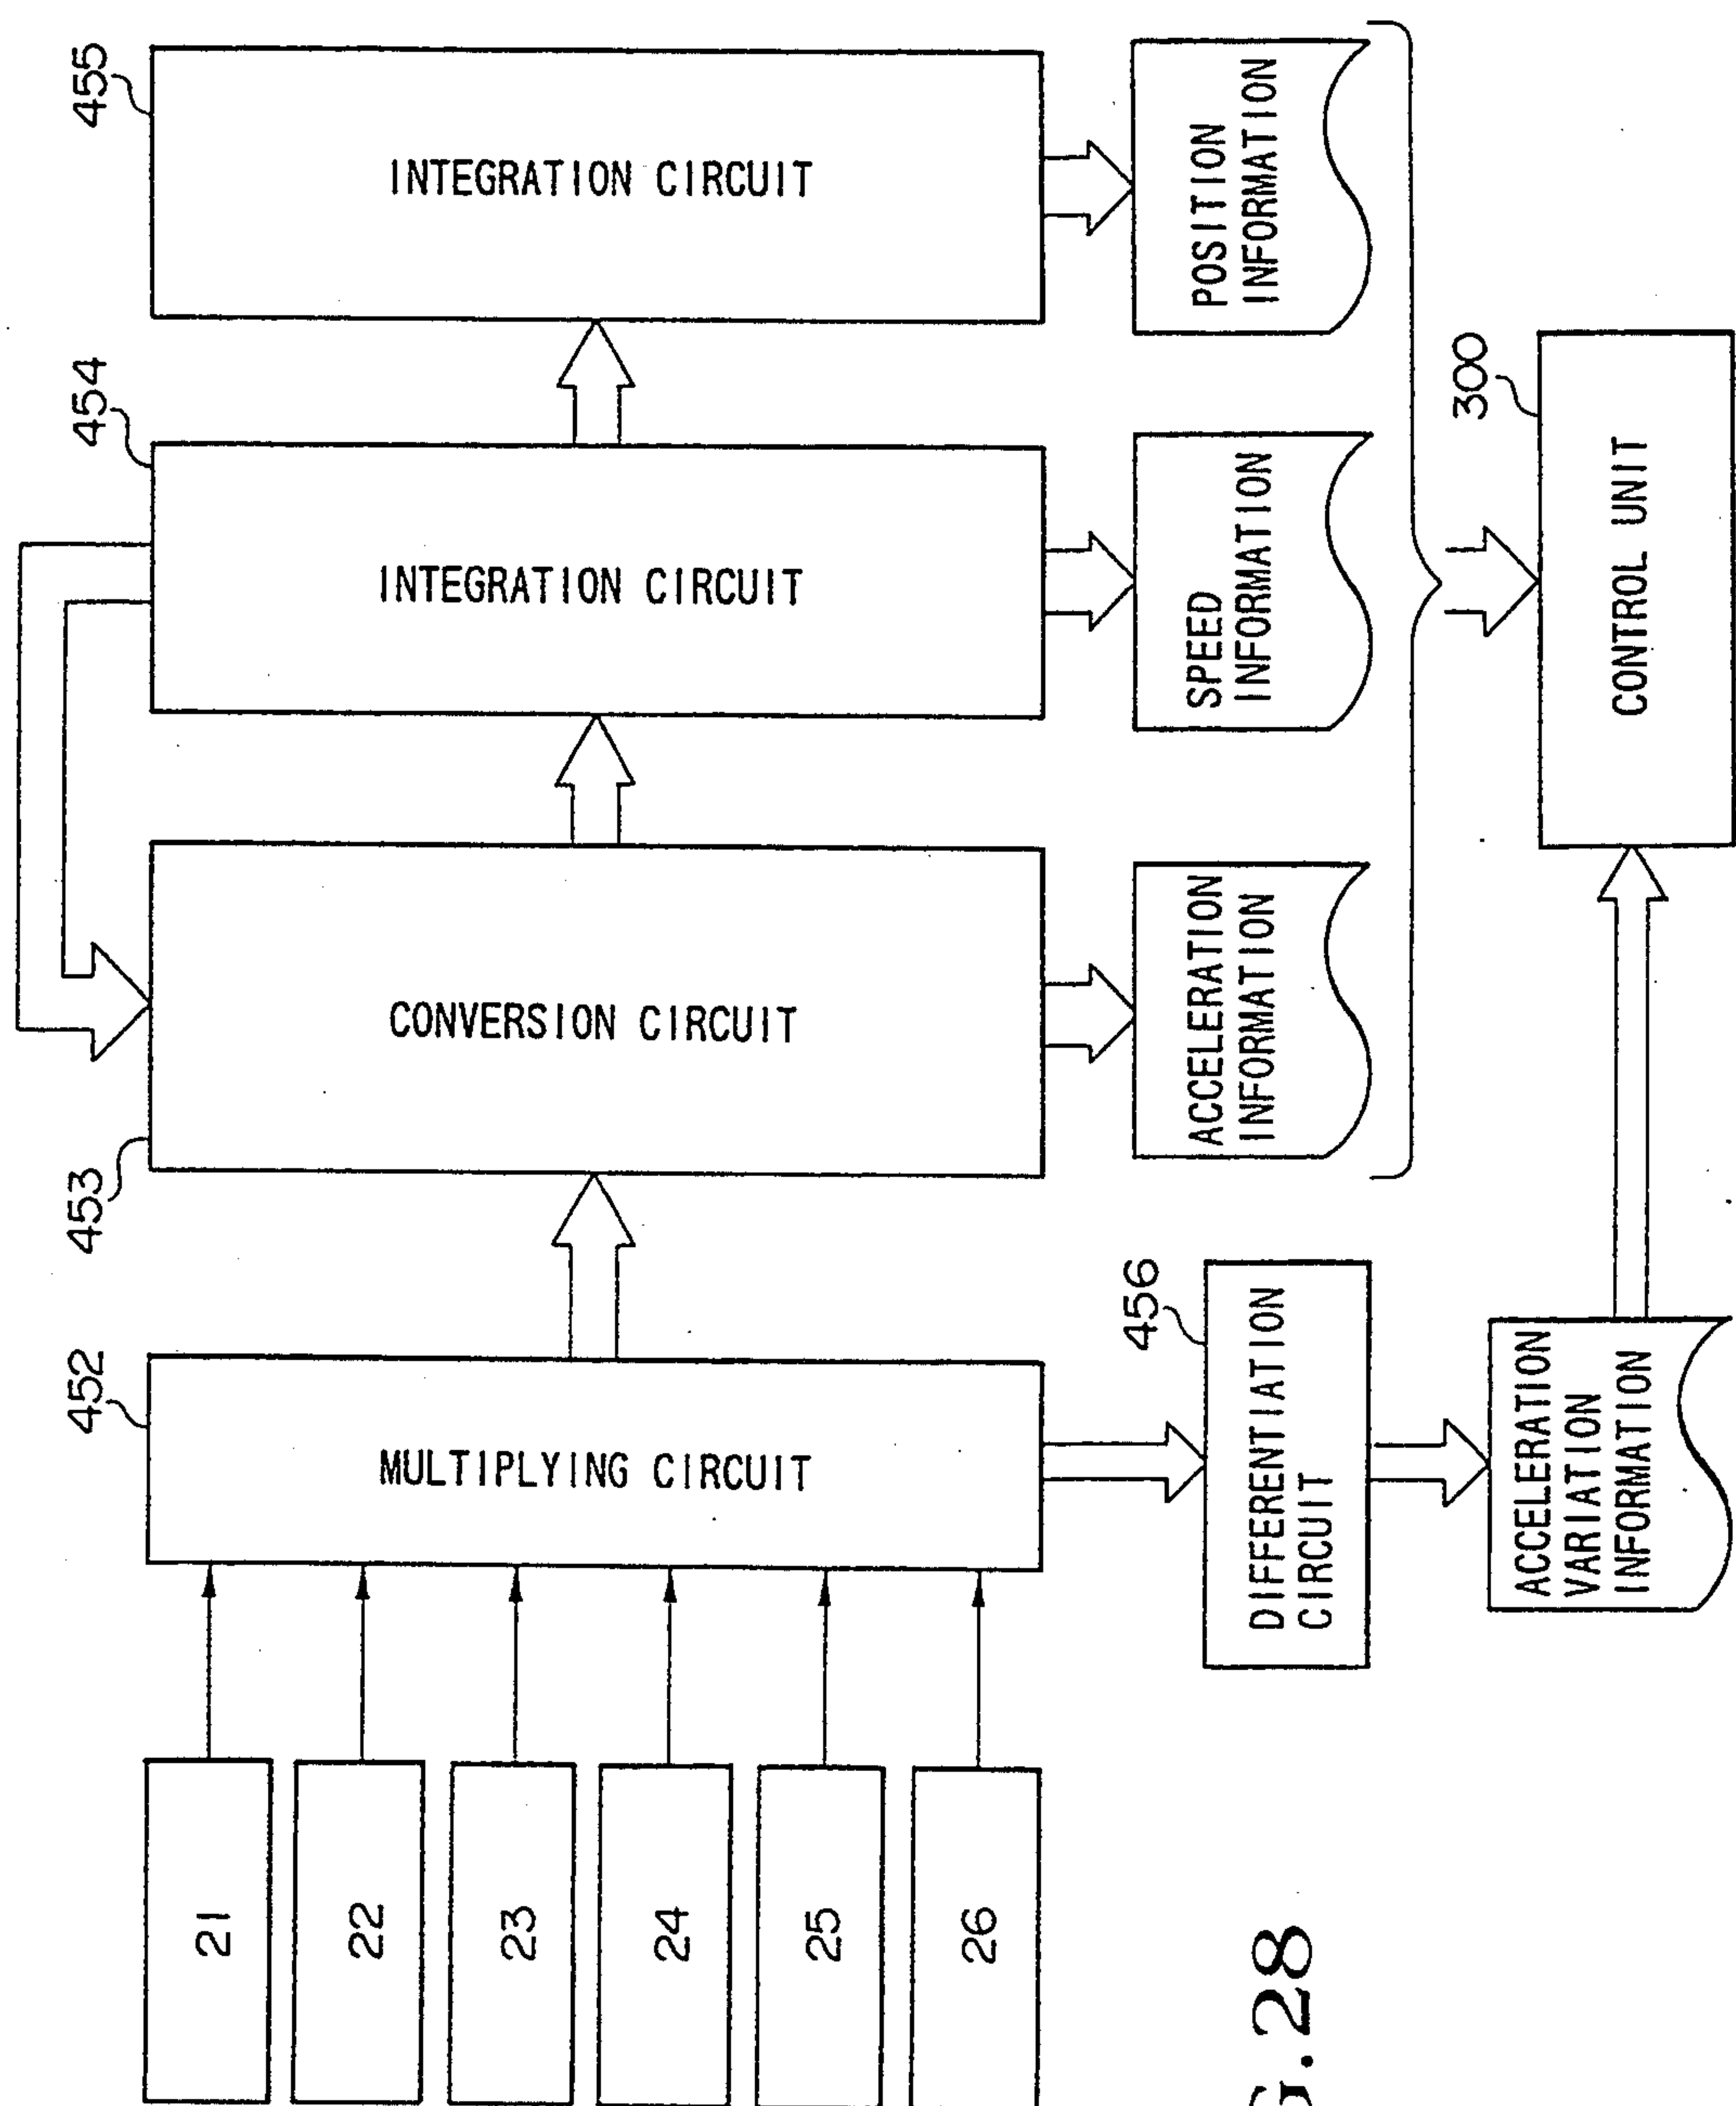 21
22
23
24
25
26
452
MULTIPLYING CIRCUIT
453
CONVERSION CIRCUIT
454
INTEGRATION CIRCUIT
455
INTEGRATION CIRCUIT
456
DIFFERENTIATION
CIRCUIT
ACCELERATION
INFORMATION
SPEED
INFORMATION
POSITION
INFORMATION
ACCELERATION
VARIATION
INFORMATION
300
CONTROL UNIT
G.28